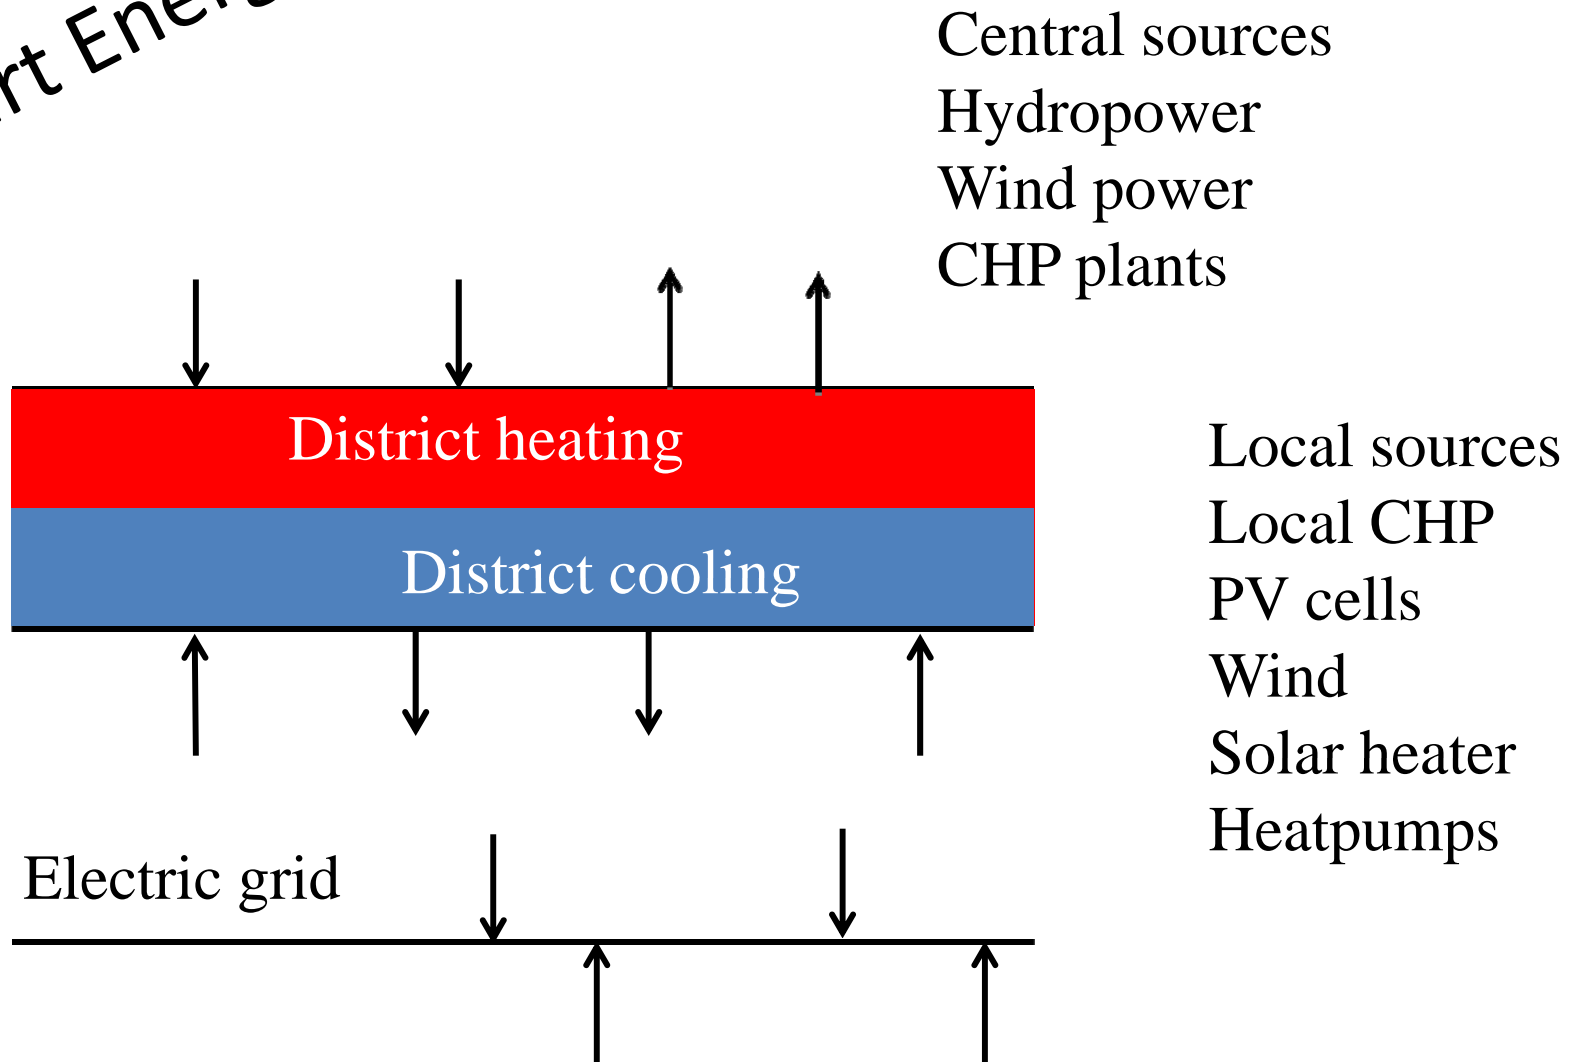 Central sources
Hydropower
Wind power
CHP plants
District heating
District cooling
Local sources
Local CHP
PV cells
Wind
Solar heater
Heatpumps
Electric grid